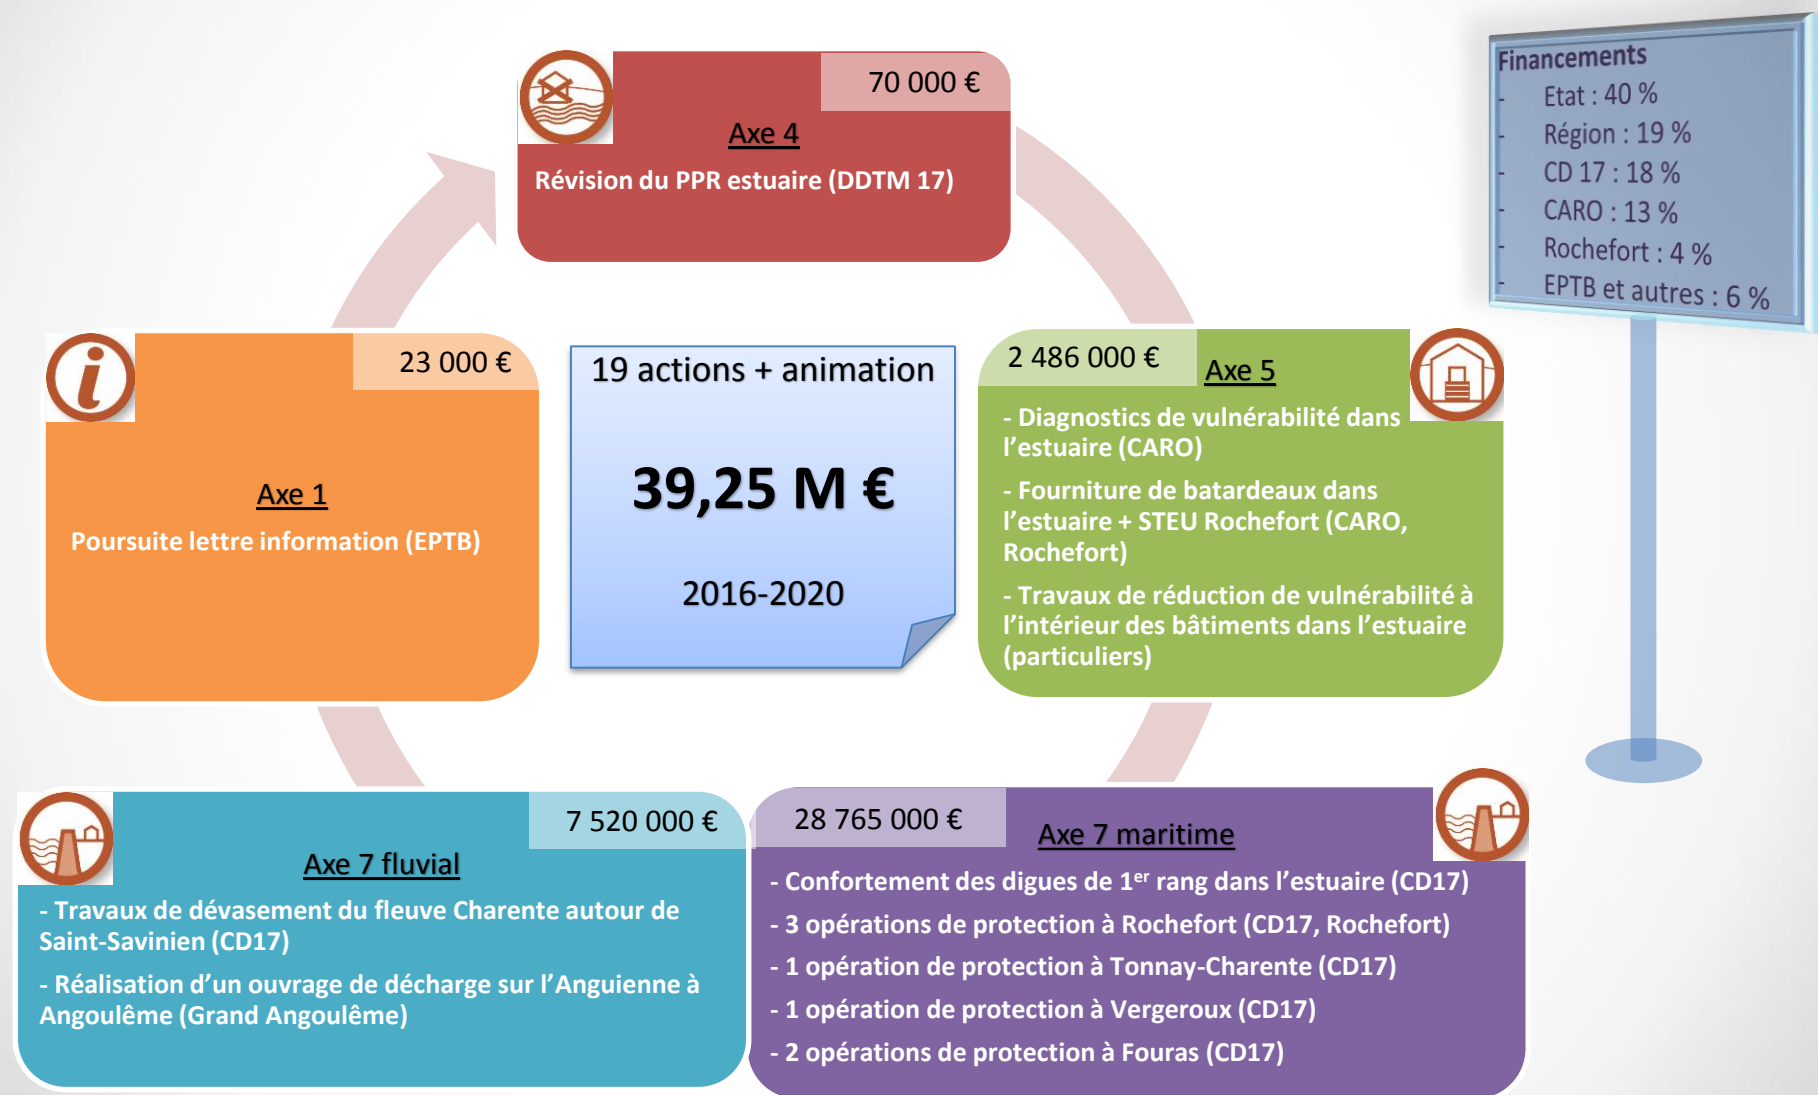 70 000 €
Axe 4
Révision du PPR estuaire (DDTM 17)
Financements
- Etat : 40 %
- Région : 19 %
- CD 17 : 18 %
- CARO : 13 %
- Rochefort : 4 %
- EPTB et autres : 6 %
i
23 000 €
Axe 1
Poursuite lettre information (EPTB)
19 actions + animation
39,25 M €
2016-2020
2 486 000 €
Axe 5
- Diagnostics de vulnérabilité dans
l’estuaire (CARO)
- Fourniture de batardeaux dans
l’estuaire + STEU Rochefort (CARO,
Rochefort)
- Travaux de réduction de vulnérabilité à
l’intérieur des bâtiments dans l’estuaire
(particuliers)
7 520 000 €
Axe 7 fluvial
- Travaux de dévasement du fleuve Charente autour de
Saint-Savinien (CD17)
- Réalisation d’un ouvrage de décharge sur l’Anguienne à
Angoulême (Grand Angoulême)
28 765 000 €
Axe 7 maritime
- Confortement des digues de 1er rang dans l’estuaire (CD17)
- 3 opérations de protection à Rochefort (CD17, Rochefort)
- 1 opération de protection à Tonnay-Charente (CD17)
- 1 opération de protection à Vergeroux (CD17)
- 2 opérations de protection à Fouras (CD17)